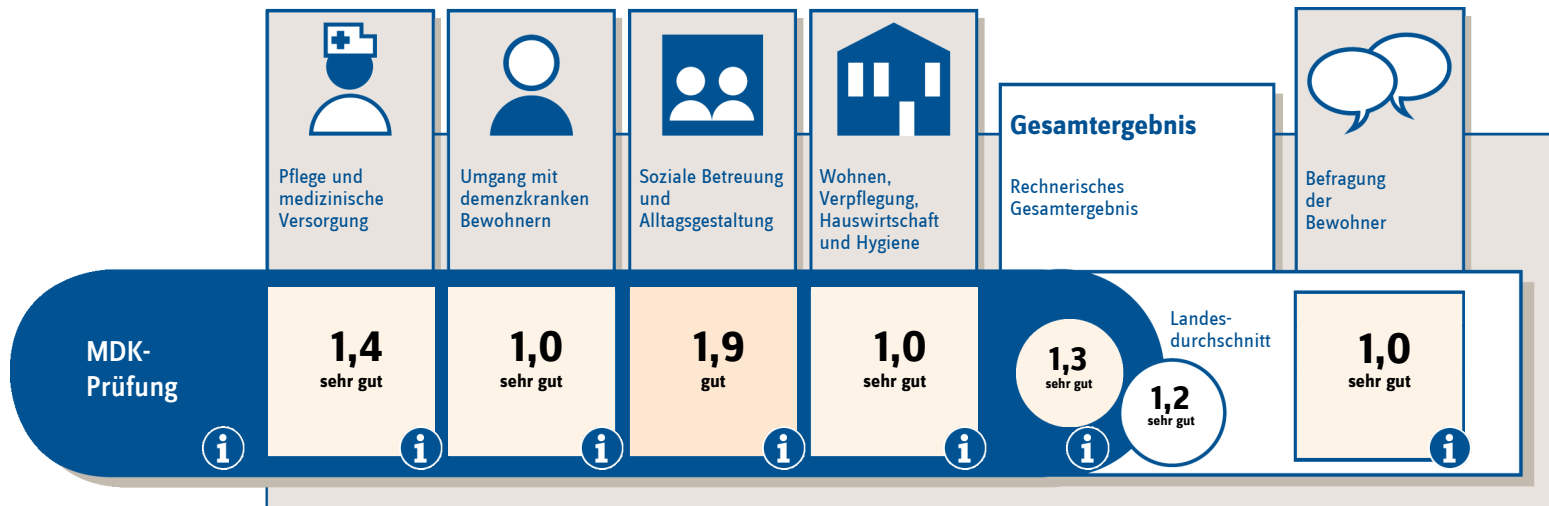 Pflege und
medizinische
Versorgung
Umgang mit
demenzkranken
Bewohnern
Soziale Betreuung
und
Alltagsgestaltung
Wohnen,
Verpflegung,
Hauswirtschaft
und Hygiene
Gesamtergebnis
Rechnerisches
Gesamtergebnis
Befragung
der
Bewohner
MDK-
Prüfung
i
1,4
sehr gut
i
1,0
sehr gut
i
1,9
gut
i
1,0
sehr gut
i
1,3
sehr gut
i
Landes-
durchschnitt
1,2
sehr gut
1,0
sehr gut
i